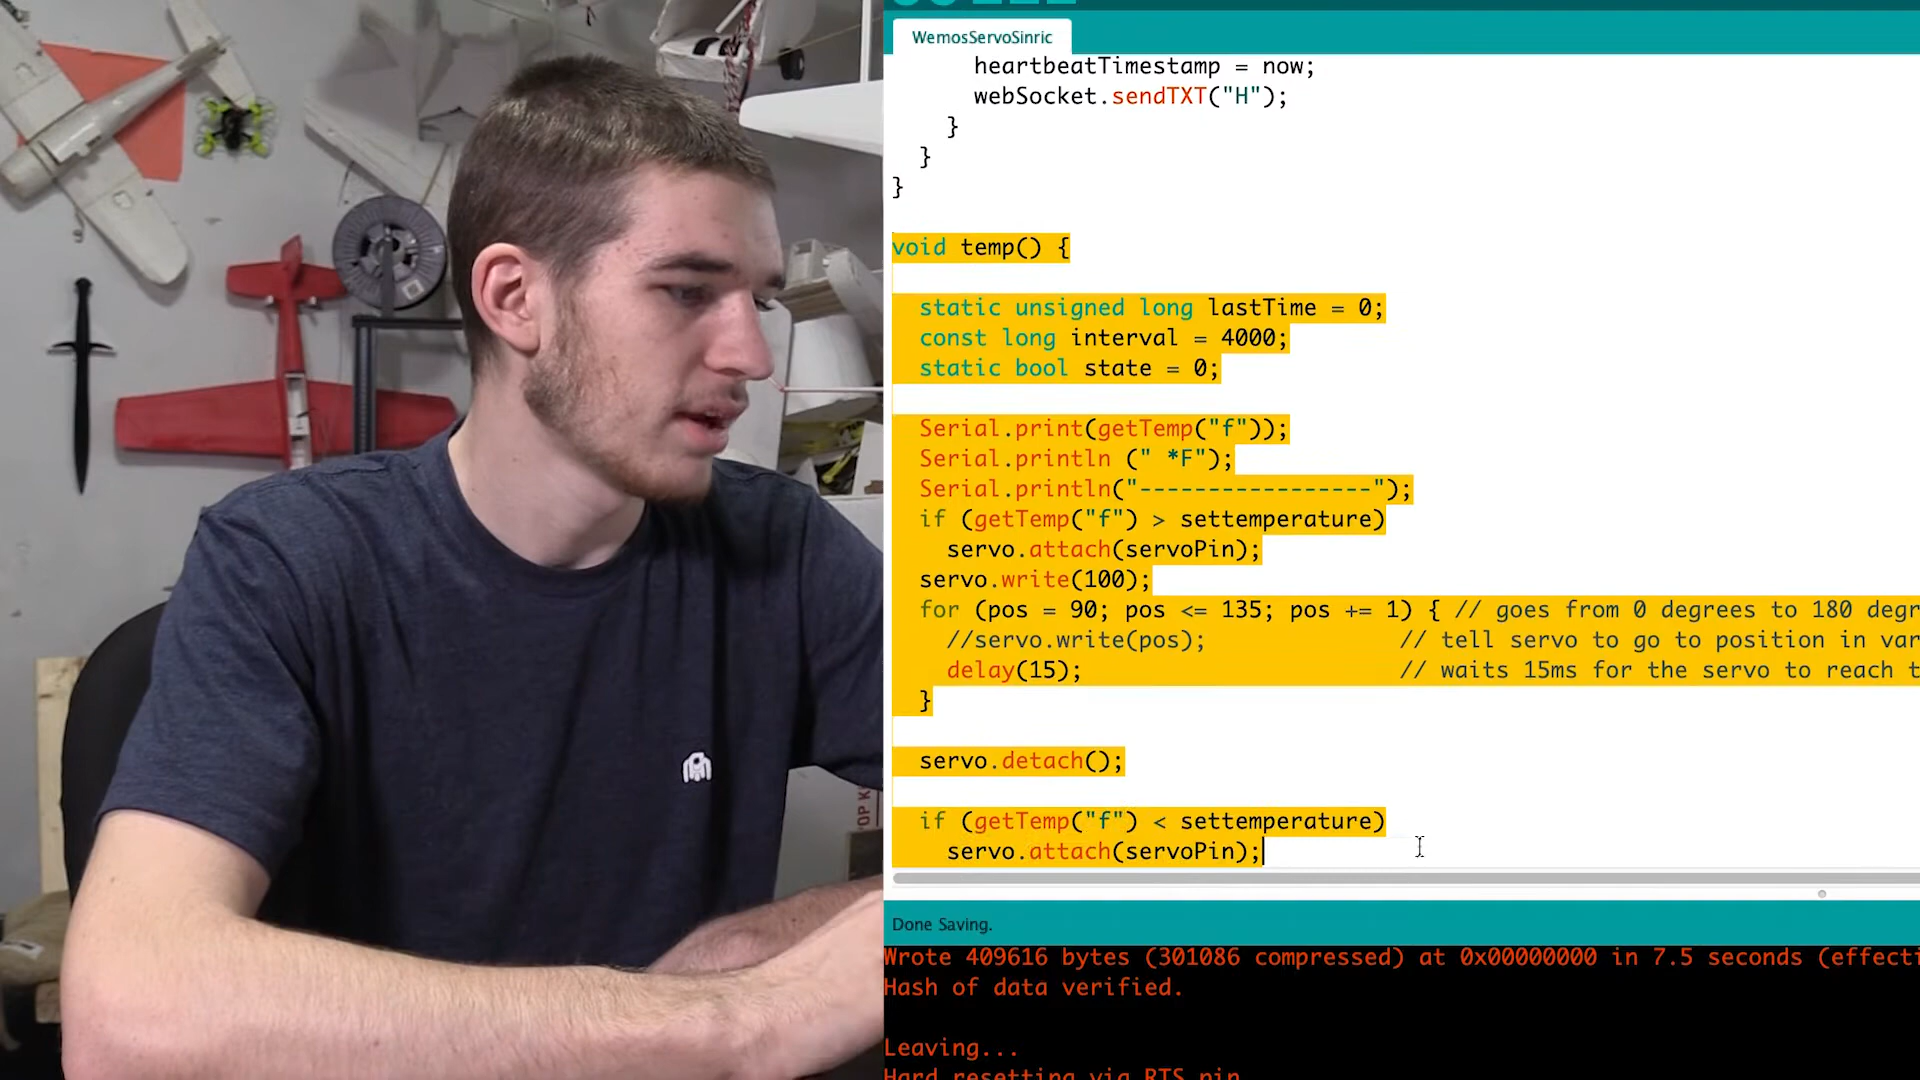 WemosServoSinric
heartbeatTimestamp = now;
webSocket.sendTXT("H");
}
}
}
void temp() {
static unsigned long lastTime = 0;
const long interval = 4000;
static bool state = 0;
Serial.print(getTemp("f"));
Serial.println (" *F");
Serial.println("-----------------");
if (getTemp("f") > settemperature)
servo.attach(servoPin);
servo.write(100);
for (pos = 90; pos <= 135; pos += 1) { // goes from 0 degrees to 180 degr
//servo.write(pos); // tell servo to go to position in var
delay(15); // waits 15ms for the servo to reach t
}
servo.detach();
if (getTemp("f") < settemperature)
servo.attach(servoPin);
Done Saving.
Wrote 409616 bytes (301086 compressed) at 0x00000000 in 7.5 seconds (effecti
Hash of data verified.
Leaving...
Hard resetting via RTS pin